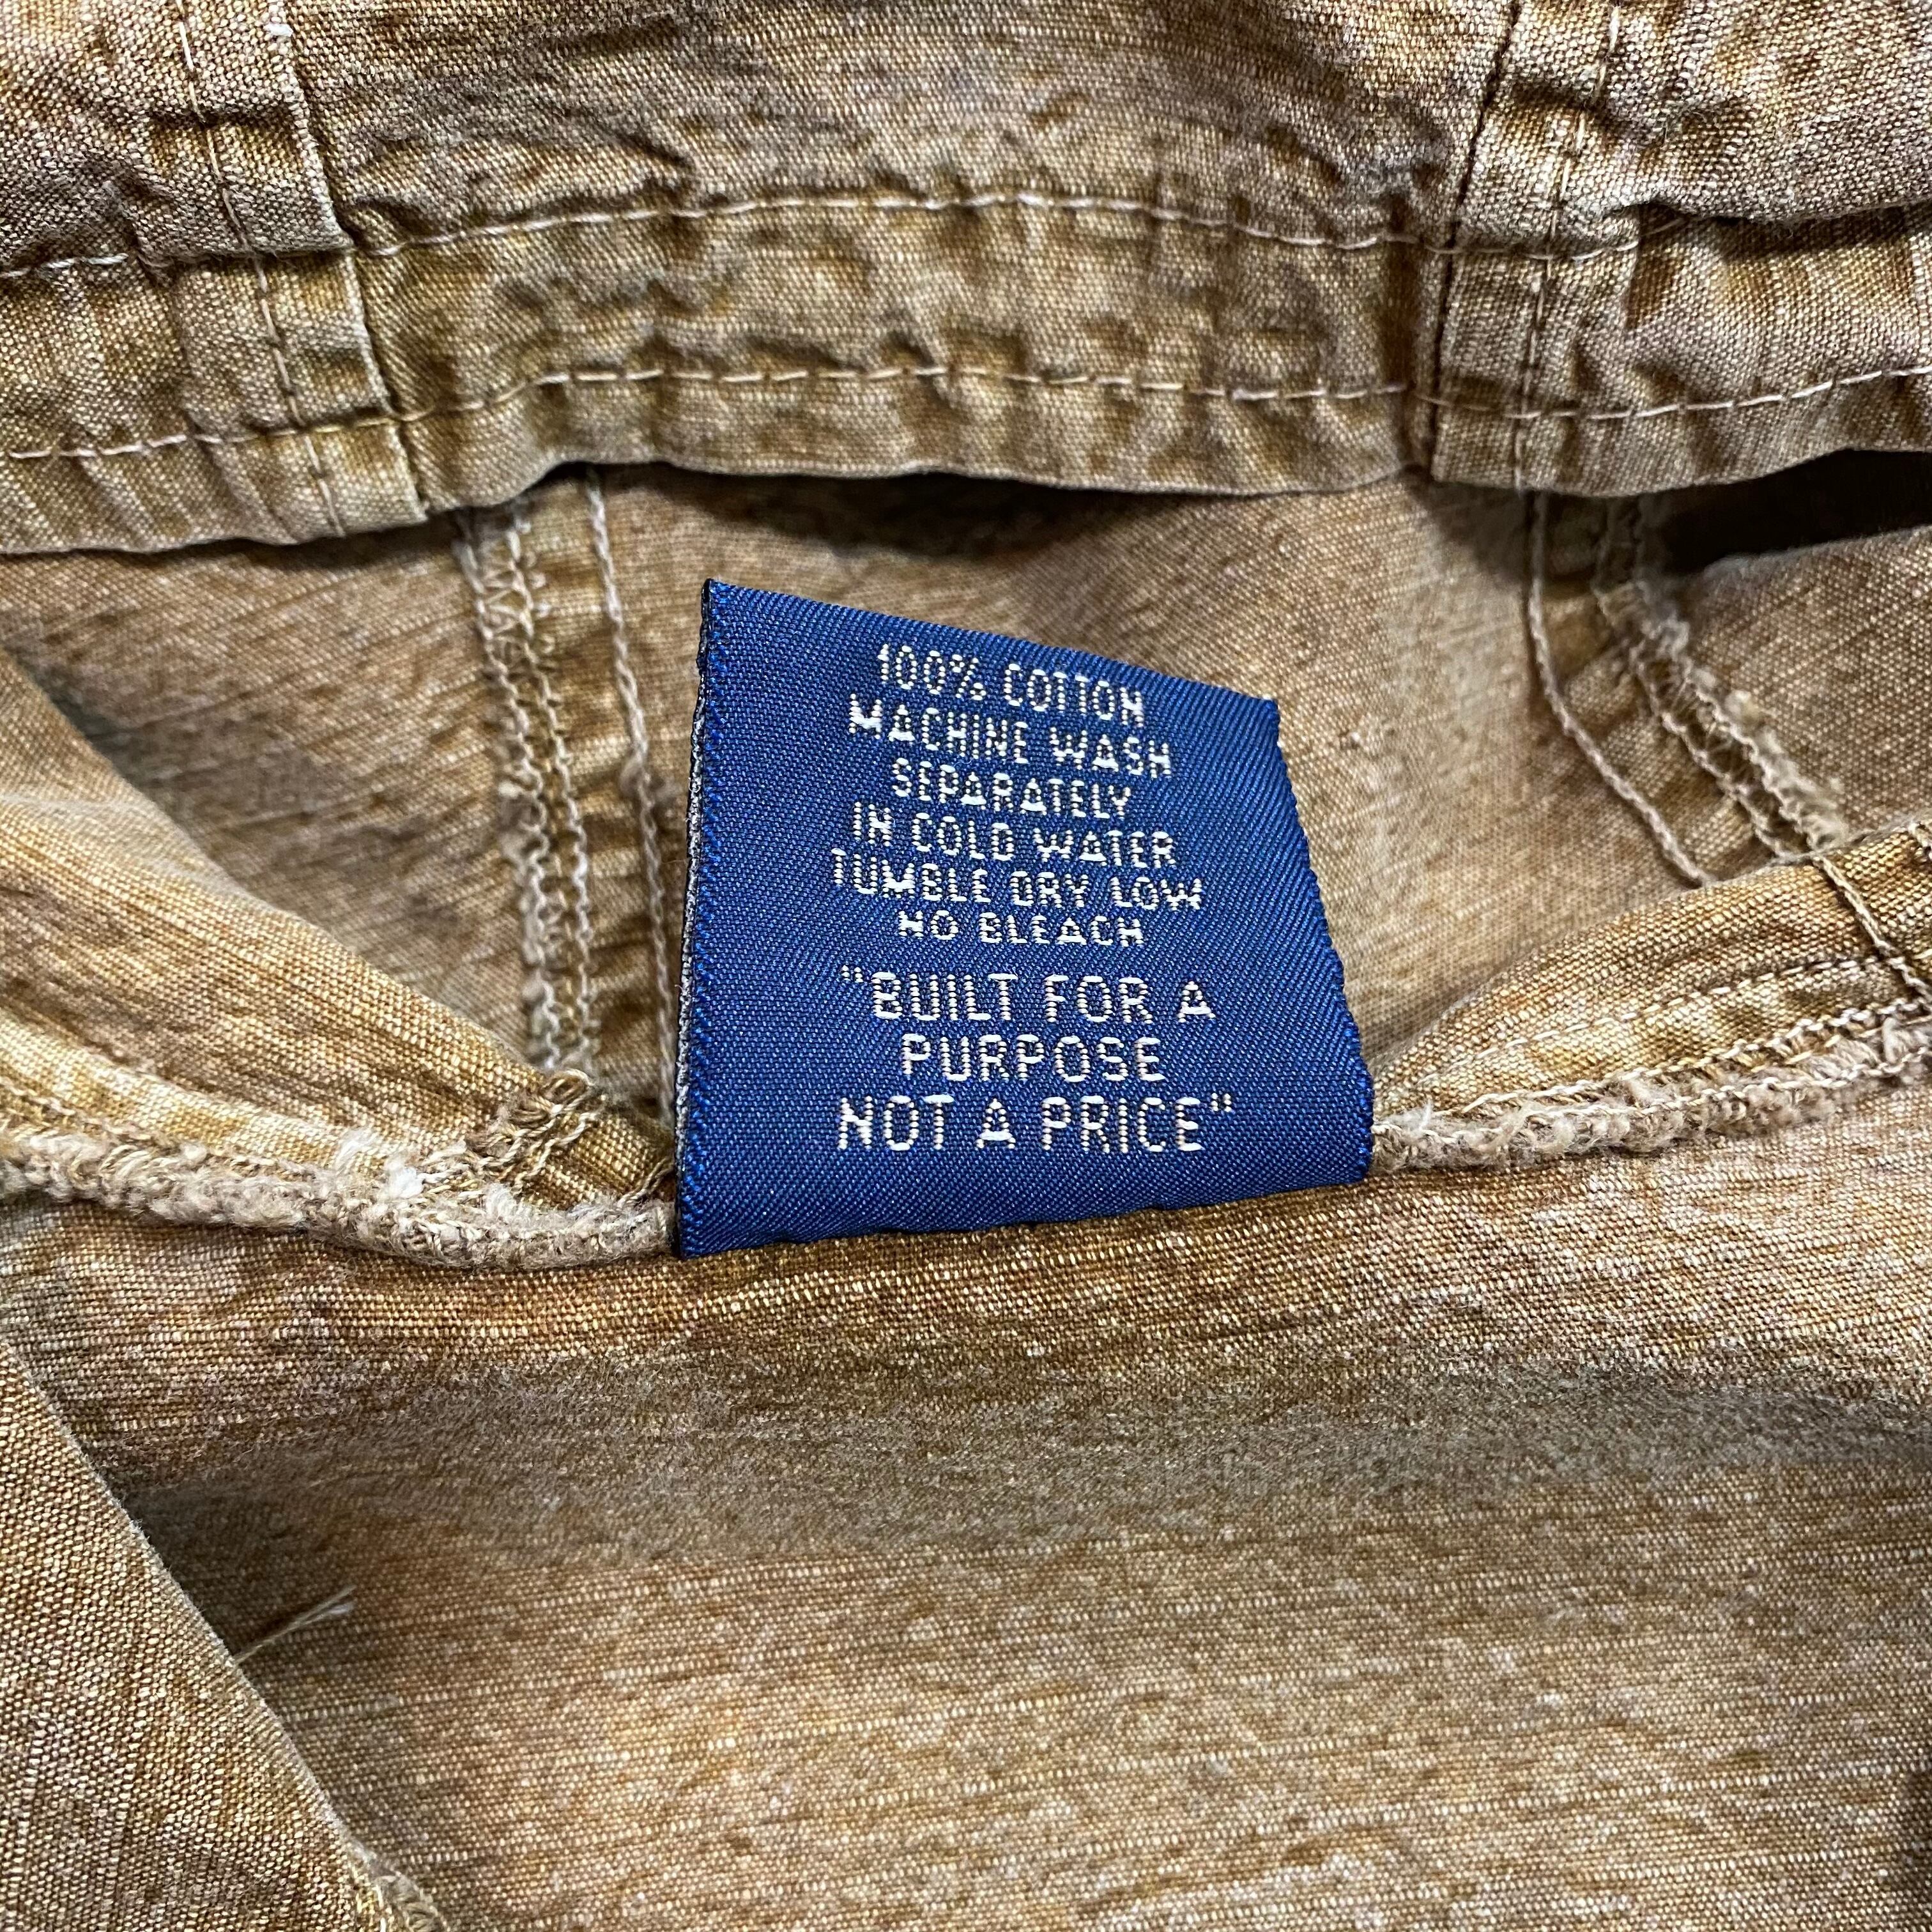 100% COTTON
MACHINE WASH
SEPARATELY
IN COLD WATER
TUMBLE DRY LOW
NO BLEACH
"BUILT FOR A
PURPOSE
NOT A PRICE"